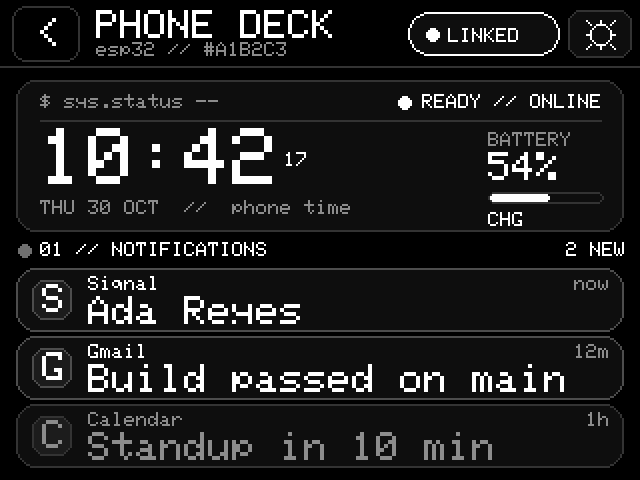 PHONE DECK
esp32 // #A1B2C3
LINKED
$ sys.status --
READY // ONLINE
10:42 17
BATTERY
54%
THU 30 OCT // phone time
CHG
01 // NOTIFICATIONS
2 NEW
S
Signal
now
Ada Reyes
G
Gmail
12m
Build passed on main
C
Calendar
1h
Standup in 10 min